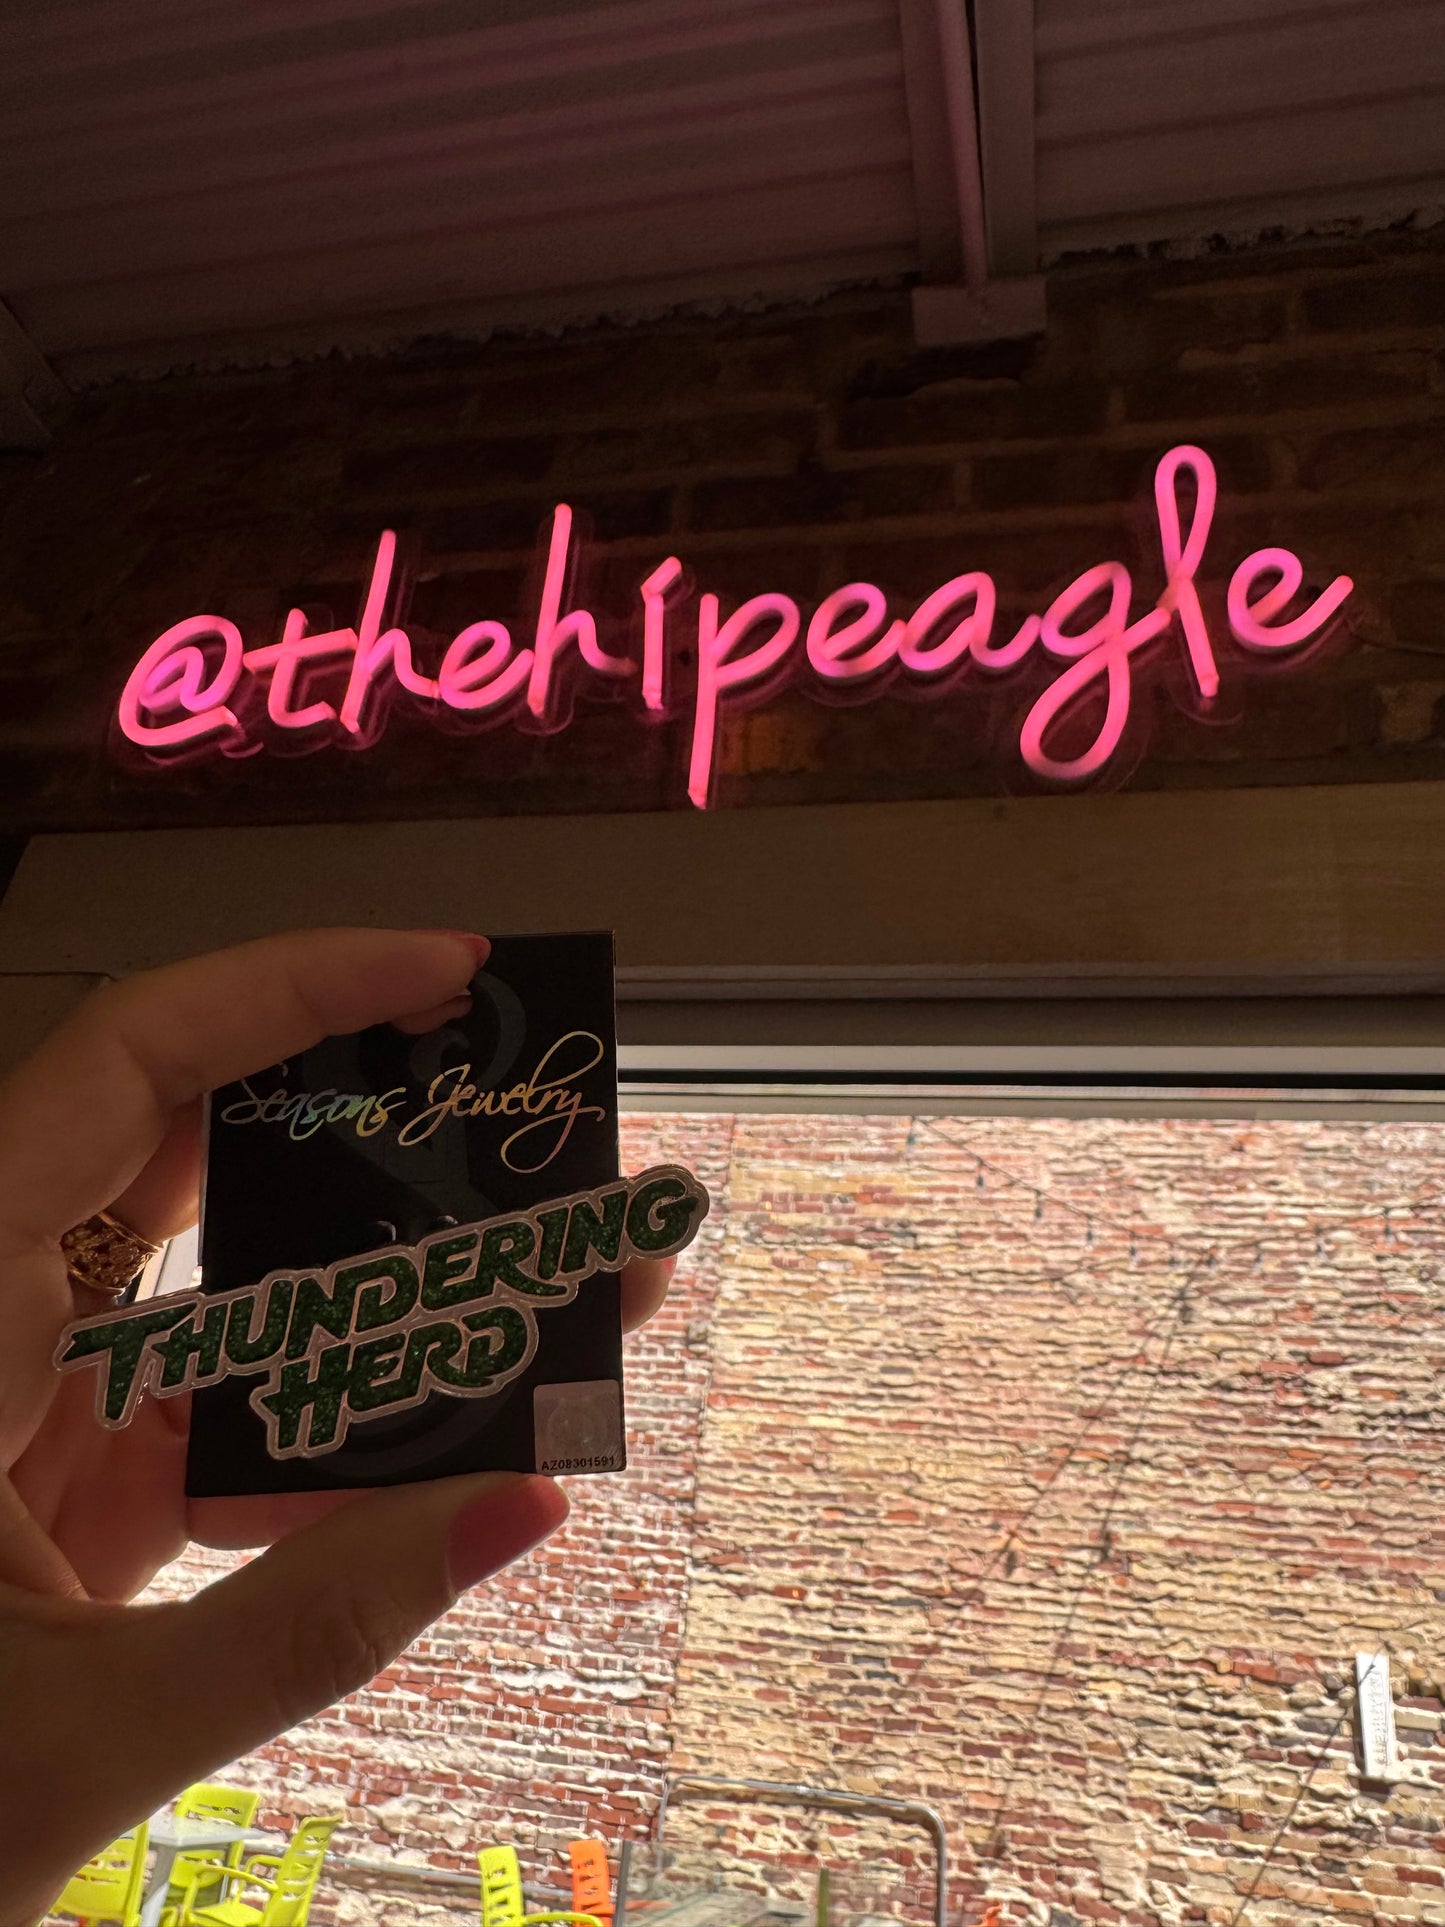 @thehipeagle
Seasons Jewelry
THUNDERING
HERD
AZ08301591